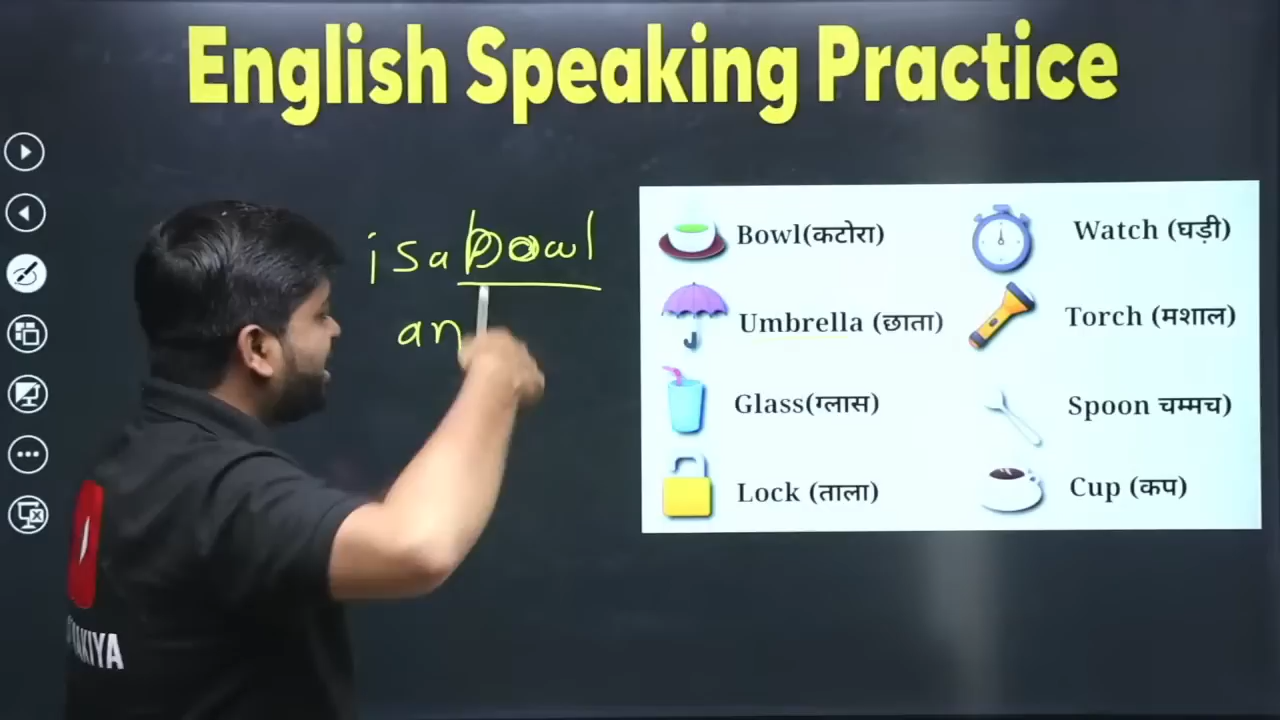 English Speaking Practice
is a bowl
an
Bowl(कटोरा)
Watch (घड़ी)
Umbrella (छाता)
Torch (मशाल)
Glass(ग्लास)
Spoon चम्मच)
Lock (ताला)
Cup (कप)